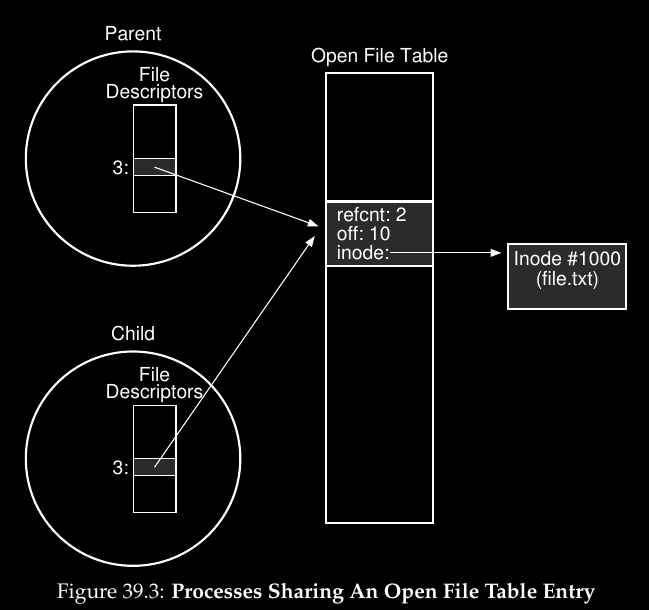 Parent
File
Descriptors
3:
Open File Table
refcnt: 2
off: 10
inode:
Inode #1000
(file.txt)
Child
File
Descriptors
3:
Figure 39.3: Processes Sharing An Open File Table Entry